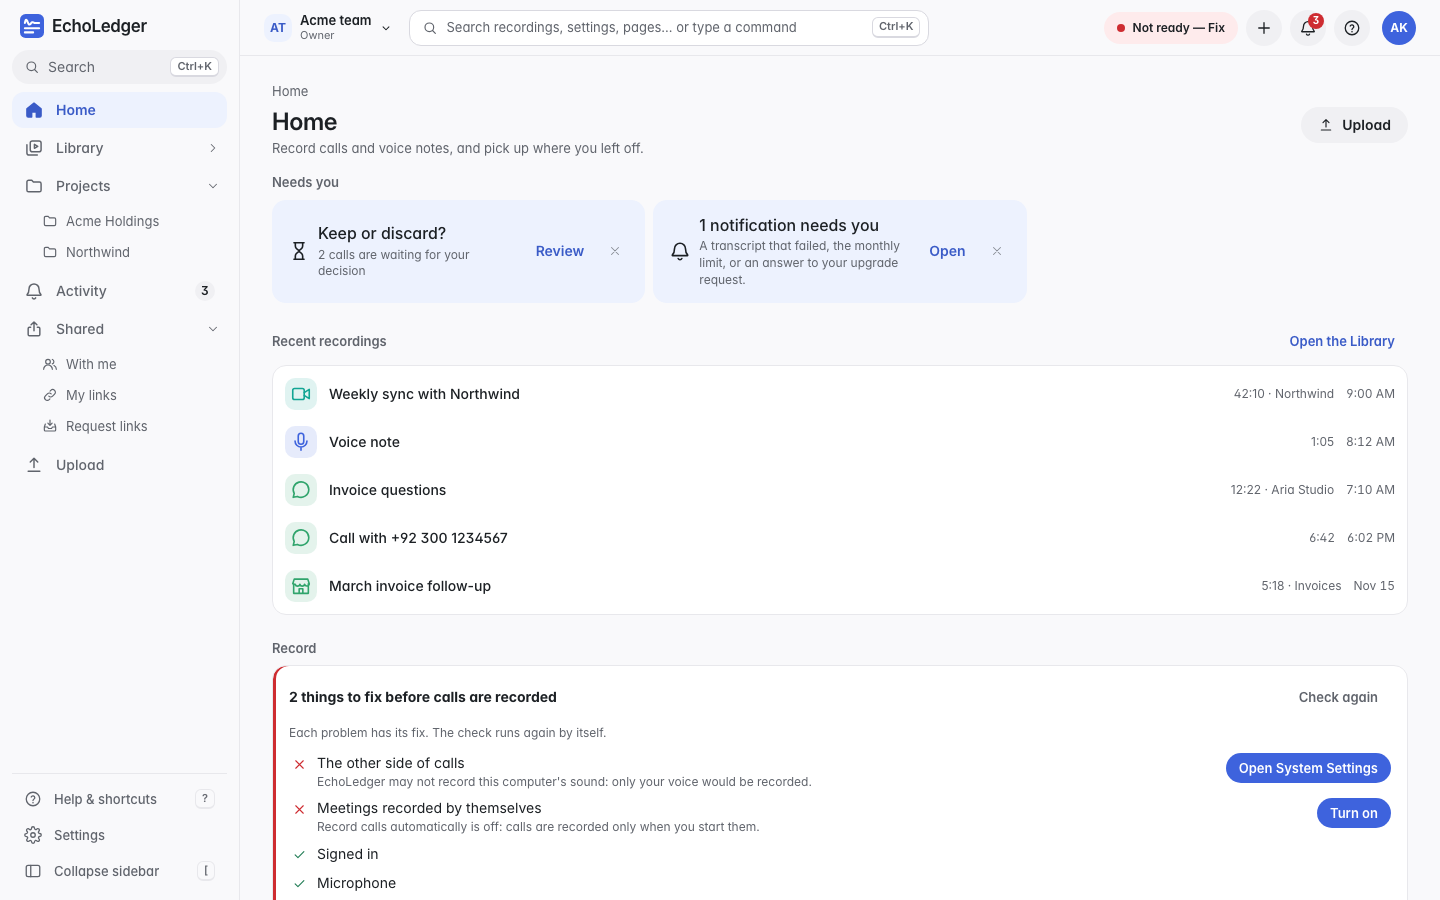 EchoLedger
Search Ctrl+K
Home
Library
Projects
Acme Holdings
Northwind
Activity 3
Shared
With me
My links
Request links
Upload
Help & shortcuts ?
Settings
Collapse sidebar [
AT Acme team
Owner
Search recordings, settings, pages... or type a command Ctrl+K
Not ready — Fix
3
AK
Home
Home
Record calls and voice notes, and pick up where you left off.
Upload
Needs you
Keep or discard?
2 calls are waiting for your
decision
Review
1 notification needs you
A transcript that failed, the monthly
limit, or an answer to your upgrade
request.
Open
Recent recordings Open the Library
Weekly sync with Northwind 42:10 · Northwind 9:00 AM
Voice note 1:05 8:12 AM
Invoice questions 12:22 · Aria Studio 7:10 AM
Call with +92 300 1234567 6:42 6:02 PM
March invoice follow-up 5:18 · Invoices Nov 15
Record
2 things to fix before calls are recorded Check again
Each problem has its fix. The check runs again by itself.
The other side of calls
EchoLedger may not record this computer's sound: only your voice would be recorded.
Open System Settings
Meetings recorded by themselves
Record calls automatically is off: calls are recorded only when you start them.
Turn on
Signed in
Microphone